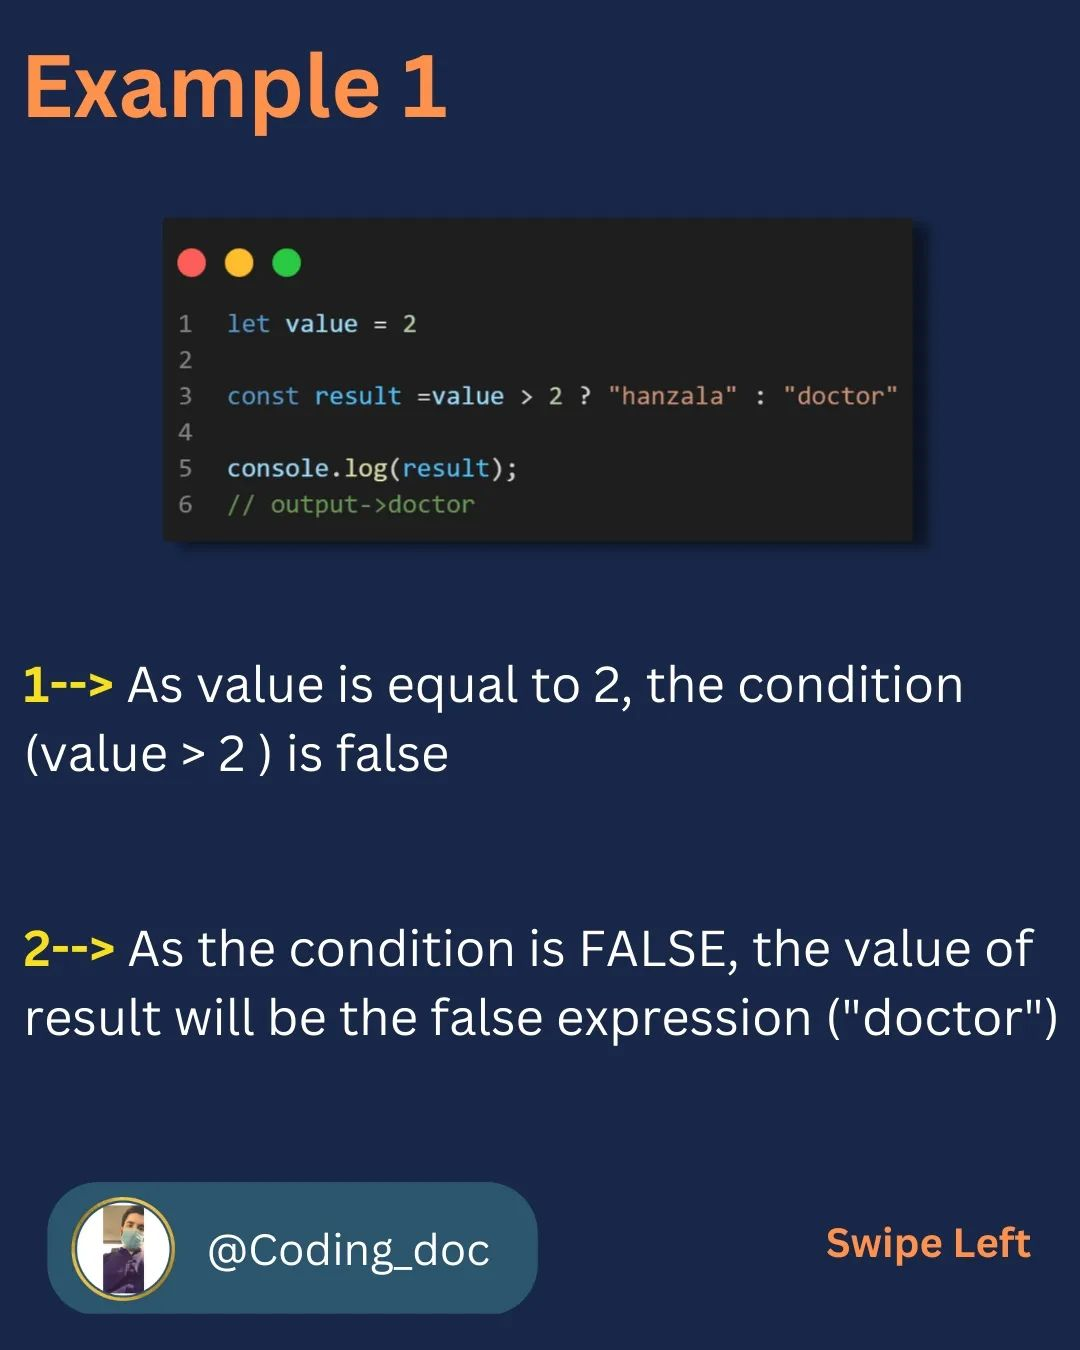 Example 1
1 let value = 2
2
3 const result =value > 2 ? "hanzala" : "doctor"
4
5 console.log(result);
6 // output->doctor
1--> As value is equal to 2, the condition
(value > 2 ) is false
2--> As the condition is FALSE, the value of
result will be the false expression ("doctor")
@Coding_doc
Swipe Left